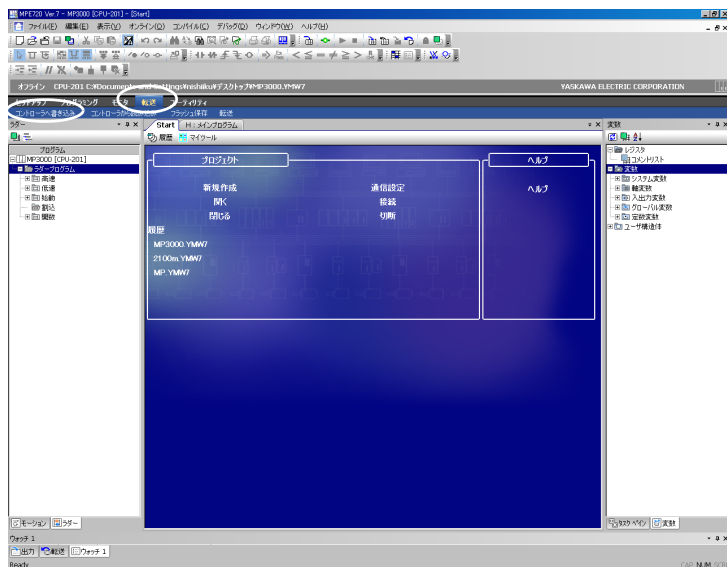 MPE720 Ver 7 - MP3000 [CPU-201] - [Start]
ファイル(F) 編集(E) 表示(V) オンライン(O) コンパイル(C) デバッグ(D) ウィンドウ(W) ヘルプ(H)
オフライン CPU-201 C:¥Documents and Settings¥nishiiku¥デスクトップ¥MP3000.YMW7 YASKAWA ELECTRIC CORPORATION
セットアップ プログラミング モニタ 転送 ユーティリティ
コントローラへ書き込み コントローラから読み込み フラッシュ保存 転送
ラダー
Start H : メインプログラム
変数
履歴 マイツール
プログラム
MP3000 [CPU-201]
ラダープログラム
高速
低速
始動
割込
関数
プロジェクト
新規作成 通信設定
開く 接続
閉じる 切断
履歴
MP3000.YMW7
2100m.YMW7
MP.YMW7
ヘルプ
ヘルプ
レジスタ
コメントリスト
変数
システム変数
軸変数
入出力変数
グローバル変数
定数変数
ユーザ構造体
モーション ラダー
タスク ペイン 変数
ウォッチ 1
出力 転送 ウォッチ 1
Ready
CAP NUM